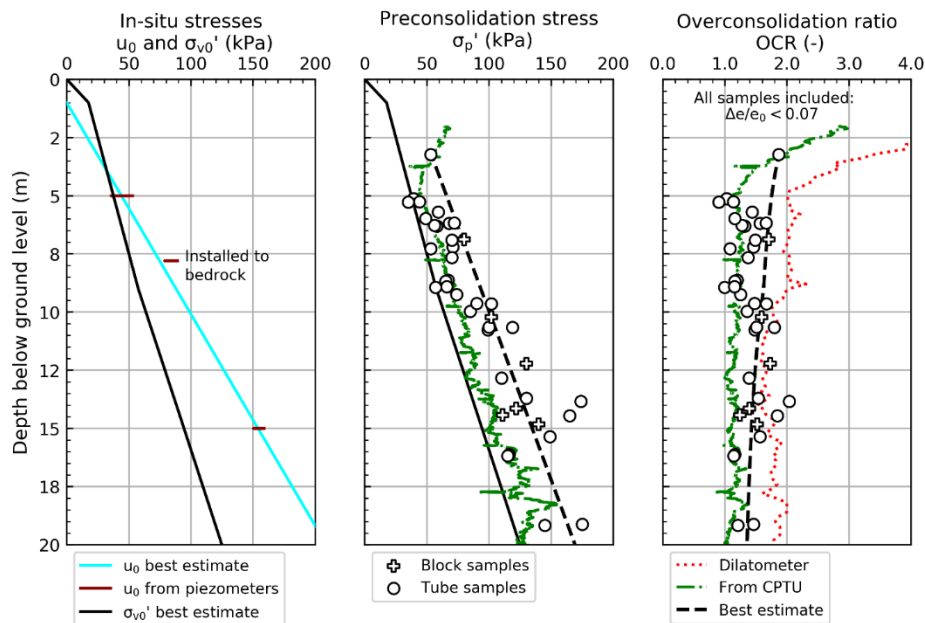 In-situ stresses
u₀ and σᵥ₀' (kPa)
0 50 100 150 200
Preconsolidation stress
σₚ' (kPa)
0 50 100 150 200
Overconsolidation ratio
OCR (-)
0.0 1.0 2.0 3.0 4.0
Depth below ground level (m)
0
2
5
8
10
12
15
18
20
Installed to
bedrock
All samples included:
Δe/e₀ < 0.07
u₀ best estimate
u₀ from piezometers
σᵥ₀' best estimate
Block samples
Tube samples
Dilatometer
From CPTU
Best estimate